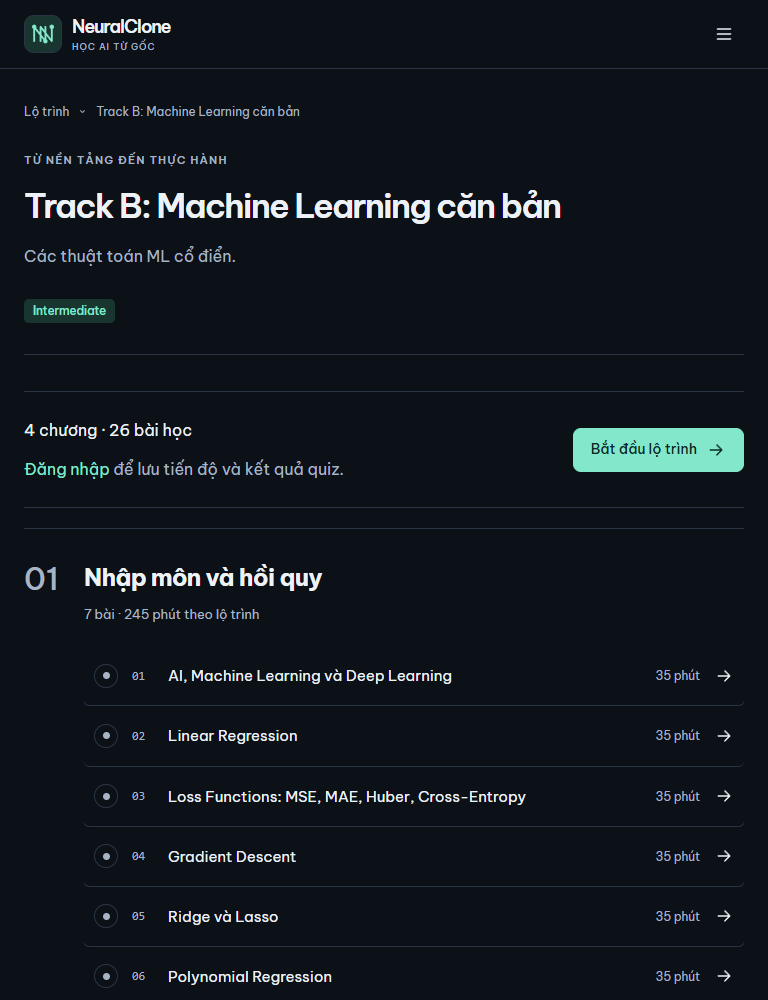 NeuralClone
HỌC AI TỪ GỐC
Lộ trình Track B: Machine Learning căn bản
TỪ NỀN TẢNG ĐẾN THỰC HÀNH
Track B: Machine Learning căn bản
Các thuật toán ML cổ điển.
Intermediate
4 chương · 26 bài học
Đăng nhập để lưu tiến độ và kết quả quiz.
Bắt đầu lộ trình →
01 Nhập môn và hồi quy
7 bài · 245 phút theo lộ trình
01 AI, Machine Learning và Deep Learning 35 phút →
02 Linear Regression 35 phút →
03 Loss Functions: MSE, MAE, Huber, Cross-Entropy 35 phút →
04 Gradient Descent 35 phút →
05 Ridge và Lasso 35 phút →
06 Polynomial Regression 35 phút →